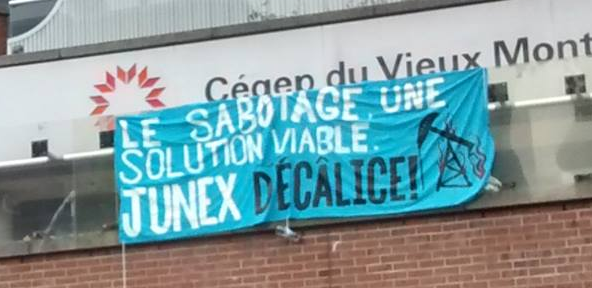 Cégep du Vieux Mont
LE SABOTAGE, UNE
SOLUTION VIABLE.
JUNEX DÉCÂLICE!